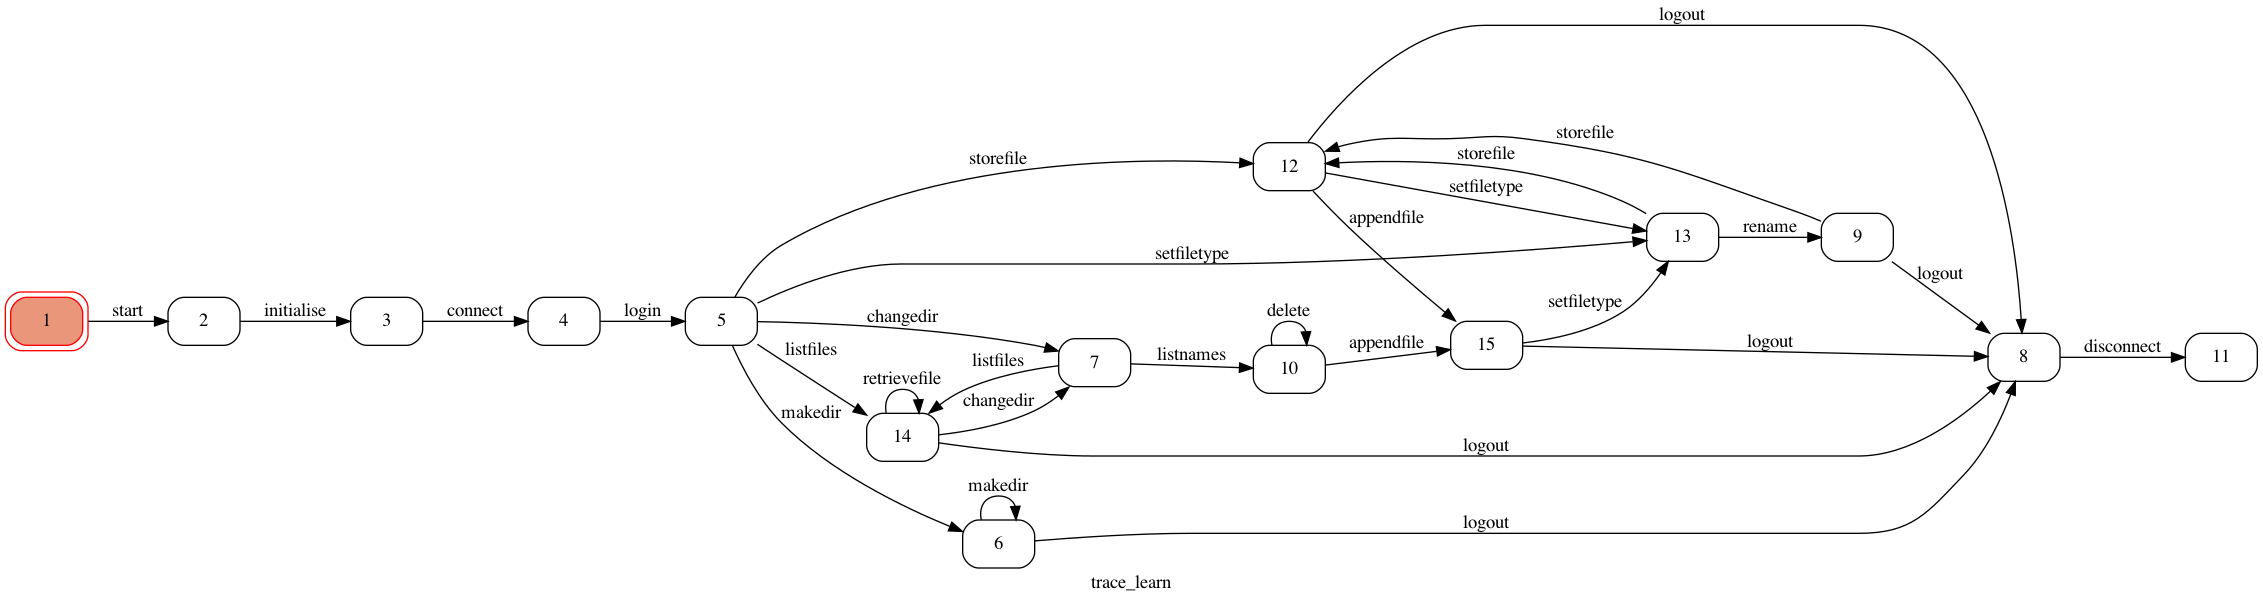 logout
storefile
storefile
storefile
12
setfiletype
appendfile
13
rename
9
setfiletype
logout
delete
1
start
2
initialise
3
connect
4
login
5
changedir
setfiletype
listfiles
listfiles
7
listnames
10
appendfile
15
logout
8
disconnect
11
retrievefile
changedir
makedir
14
logout
makedir
6
logout
trace_learn